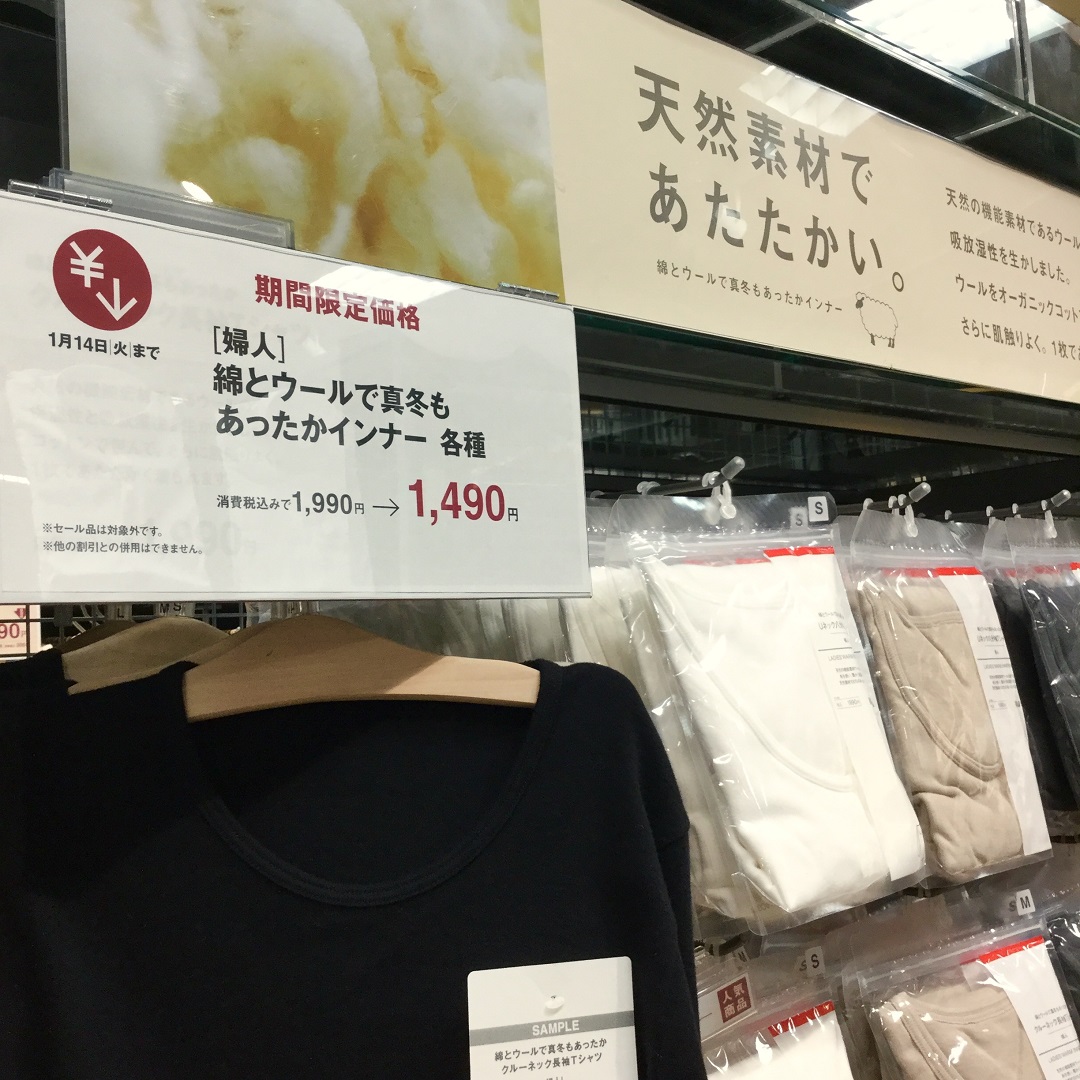 天然素材で
あたたかい。
綿とウールで真冬もあったかインナー
天然の機能素材であるウール
吸放湿性を生かしました。
ウールをオーガニックコット
さらに肌触りよく。1枚で
¥↓
1月14日|火|まで
期間限定価格
[婦人]
綿とウールで真冬も
あったかインナー 各種
消費税込みで1,990円→1,490円
※セール品は対象外です。
※他の割引との併用はできません。
S
S
S
M
S
人気
商品
SAMPLE
綿とウールで真冬もあったか
クルーネック長袖Tシャツ